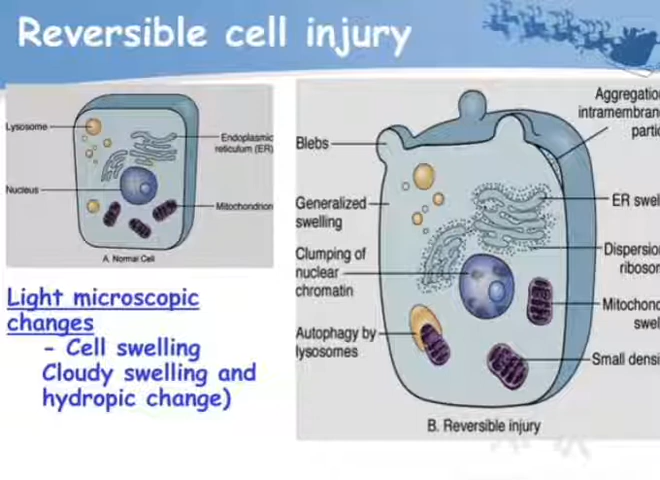 Reversible cell injury
Lysosome
Nucleus
Endoplasmic
reticulum (ER)
Mitochondrion
A. Normal Cell
Light microscopic
changes
- Cell swelling
Cloudy swelling and
hydropic change)
Blebs
Generalized
swelling
Clumping of
nuclear
chromatin
Autophagy by
lysosomes
Aggregatio
intramembran
partic
ER swel
Dispersio
riboso
Mitochond
swel
Small densi
B. Reversible injury